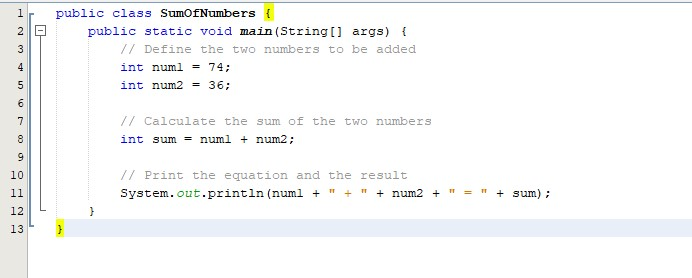 1 public class SumOfNumbers {
2 public static void main(String[] args) {
3 // Define the two numbers to be added
4 int num1 = 74;
5 int num2 = 36;
6
7 // Calculate the sum of the two numbers
8 int sum = num1 + num2;
9
10 // Print the equation and the result
11 System.out.println(num1 + " + " + num2 + " = " + sum);
12 }
13 }